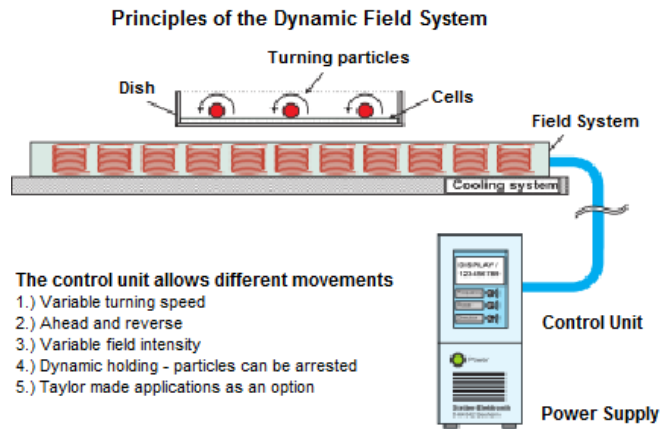 Principles of the Dynamic Field System
Turning particles
Dish
Cells
Field System
Cooling system
The control unit allows different movements
1.) Variable turning speed
2.) Ahead and reverse
3.) Variable field intensity
4.) Dynamic holding - particles can be arrested
5.) Taylor made applications as an option
DISPLAY /
Control Unit
Power
Power Supply